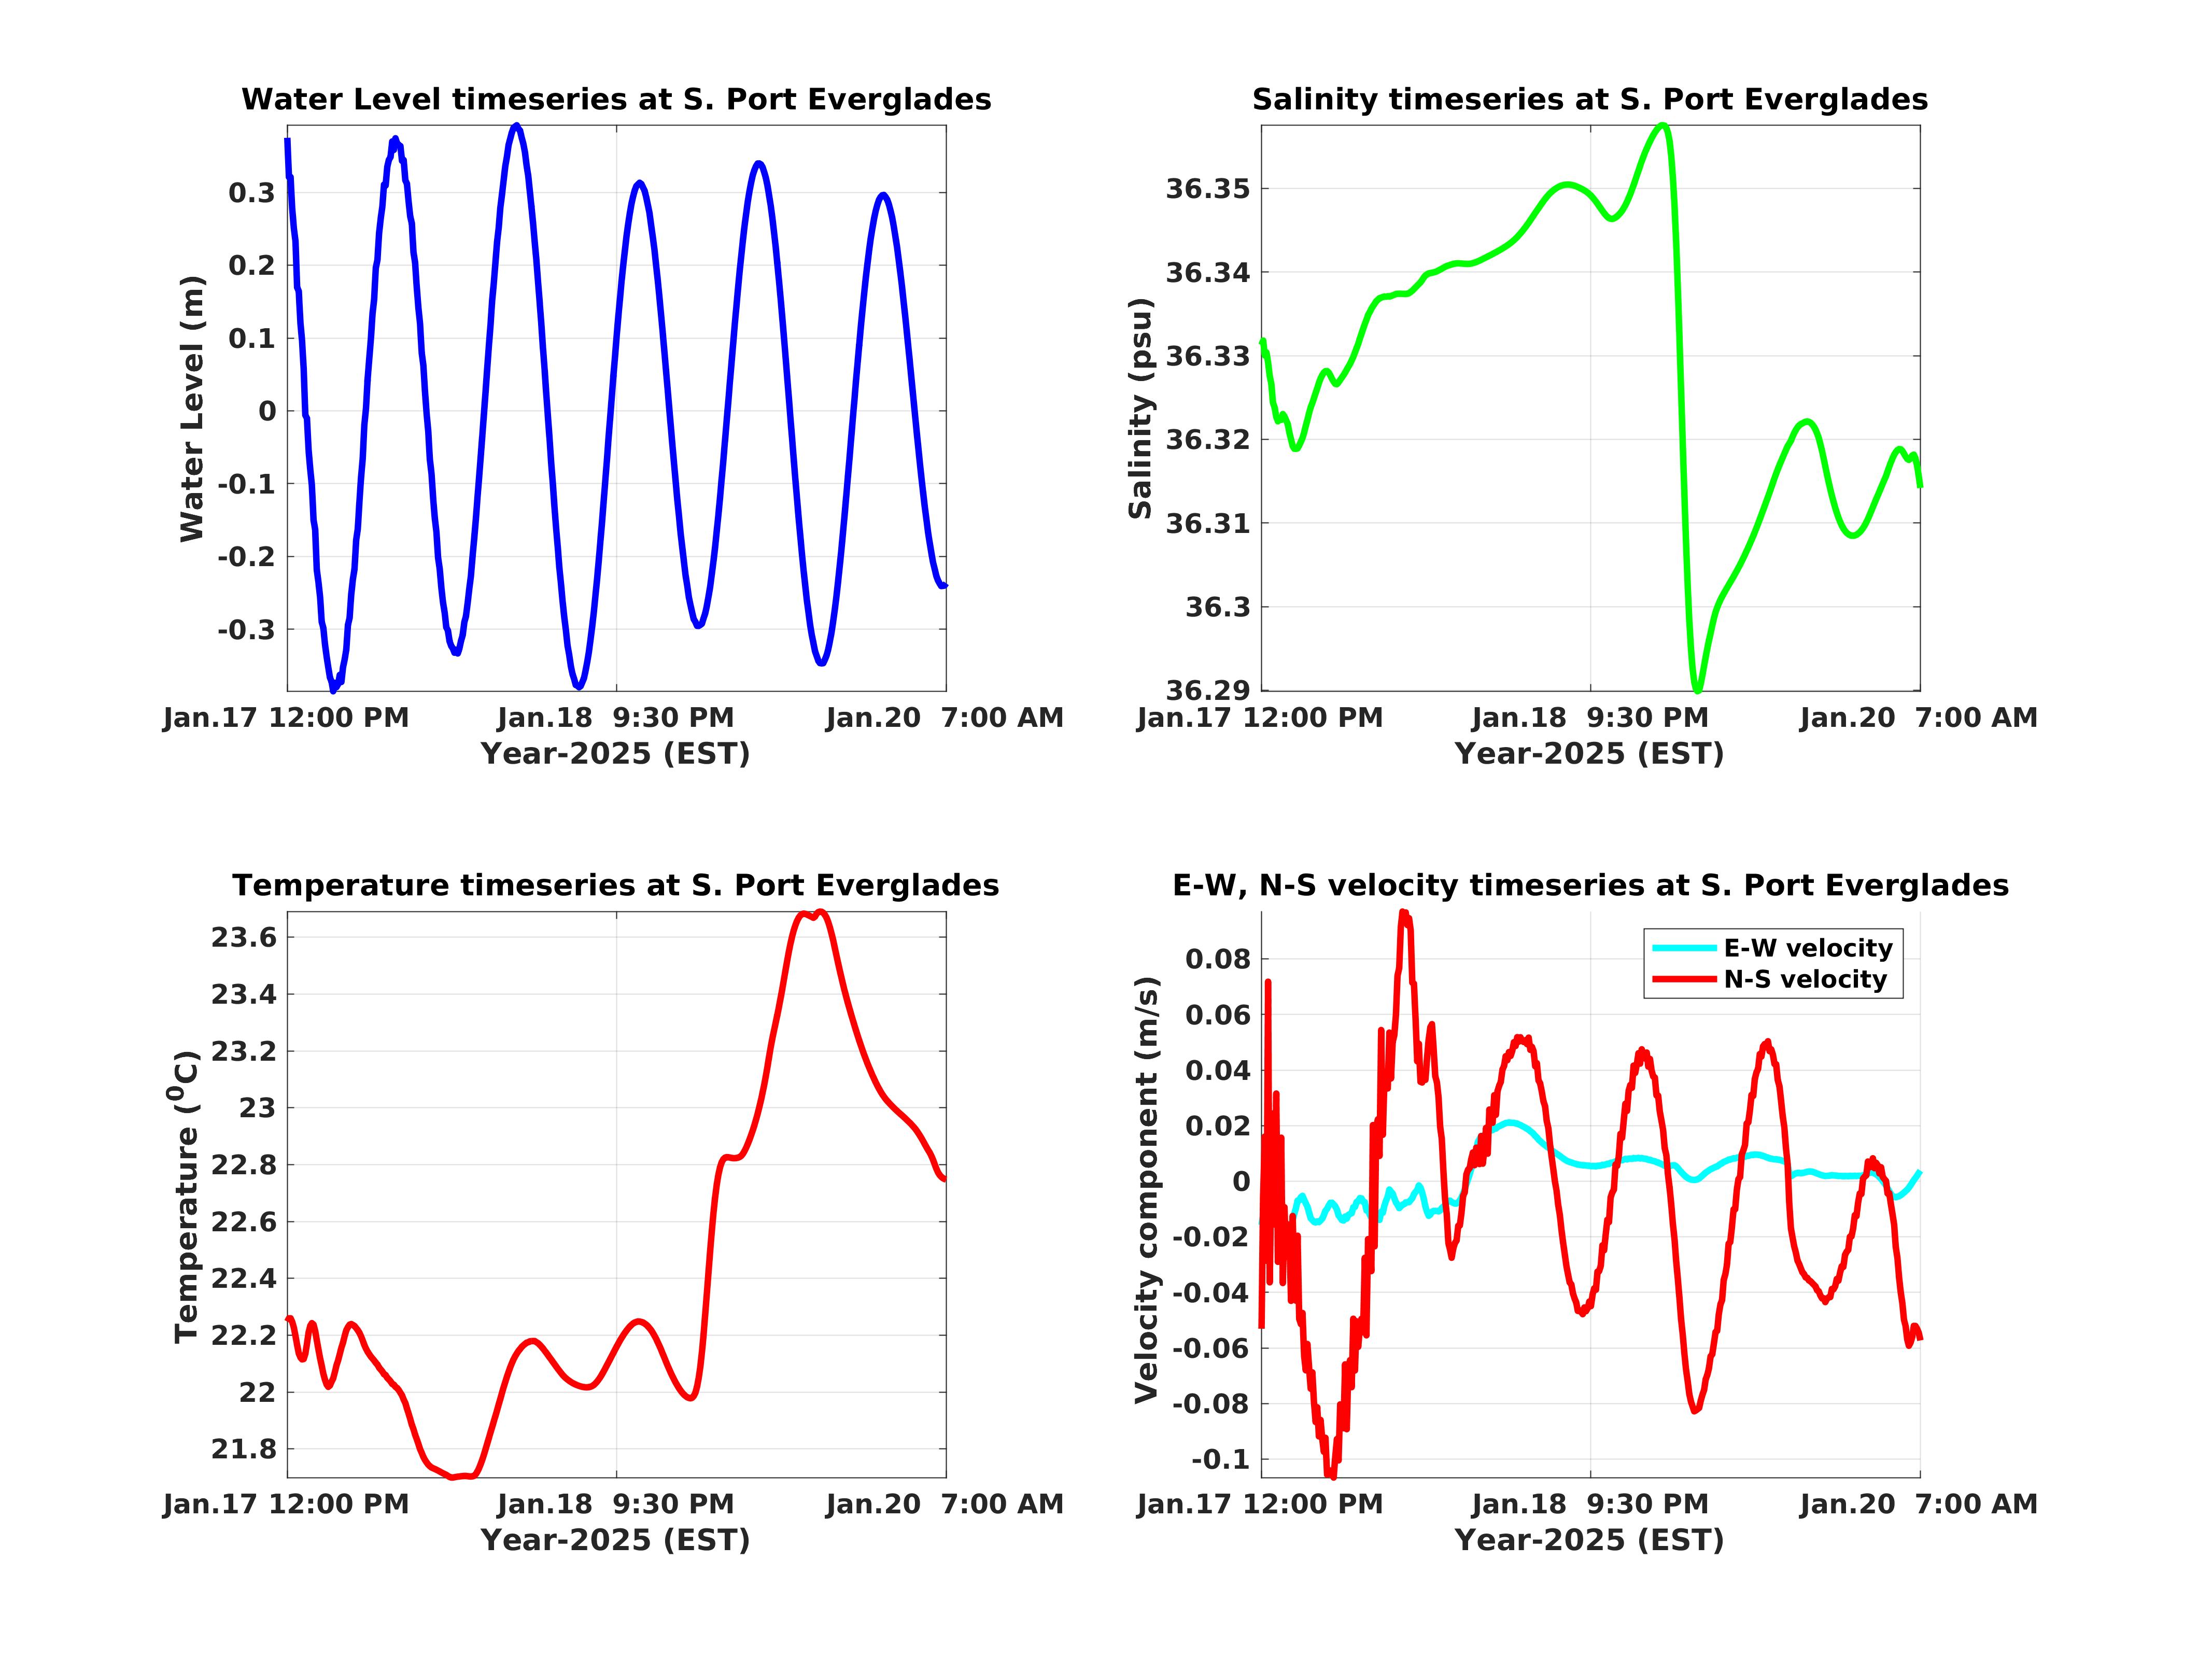 Water Level timeseries at S. Port Everglades
0.3
0.2
0.1
0
-0.1
-0.2
-0.3
Water Level (m)
Jan.17 12:00 PM
Jan.18  9:30 PM
Jan.20  7:00 AM
Year-2025 (EST)
Salinity timeseries at S. Port Everglades
36.35
36.34
36.33
36.32
36.31
36.3
36.29
Salinity (psu)
Jan.17 12:00 PM
Jan.18  9:30 PM
Jan.20  7:00 AM
Year-2025 (EST)
Temperature timeseries at S. Port Everglades
23.6
23.4
23.2
23
22.8
22.6
22.4
22.2
22
21.8
Temperature (⁰C)
Jan.17 12:00 PM
Jan.18  9:30 PM
Jan.20  7:00 AM
Year-2025 (EST)
E-W, N-S velocity timeseries at S. Port Everglades
E-W velocity
N-S velocity
0.08
0.06
0.04
0.02
0
-0.02
-0.04
-0.06
-0.08
-0.1
Velocity component (m/s)
Jan.17 12:00 PM
Jan.18  9:30 PM
Jan.20  7:00 AM
Year-2025 (EST)